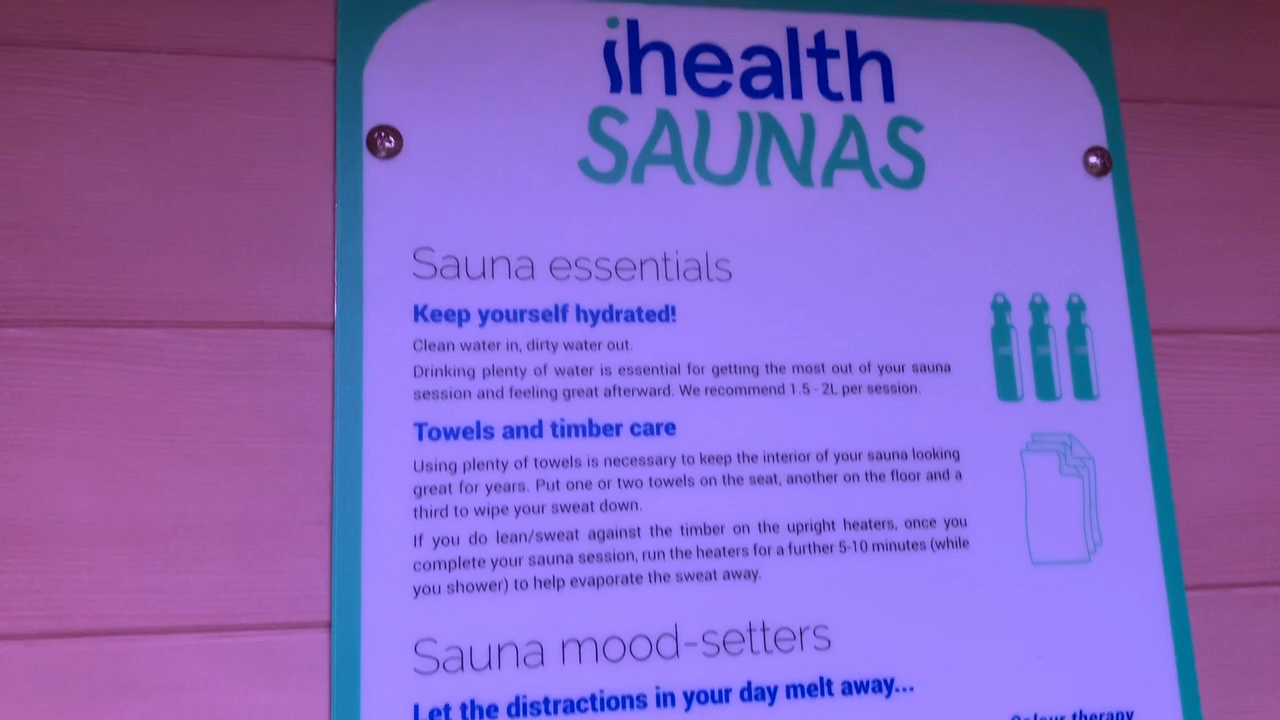 ihealth
SAUNAS
Sauna essentials
Keep yourself hydrated!
Clean water in, dirty water out.
Drinking plenty of water is essential for getting the most out of your sauna
session and feeling great afterward. We recommend 1.5 - 2L per session.
Towels and timber care
Using plenty of towels is necessary to keep the interior of your sauna looking
great for years. Put one or two towels on the seat, another on the floor and a
third to wipe your sweat down.
If you do lean/sweat against the timber on the upright heaters, once you
complete your sauna session, run the heaters for a further 5-10 minutes (while
you shower) to help evaporate the sweat away.
Sauna mood-setters
Let the distractions in your day melt away...
Colour therapy